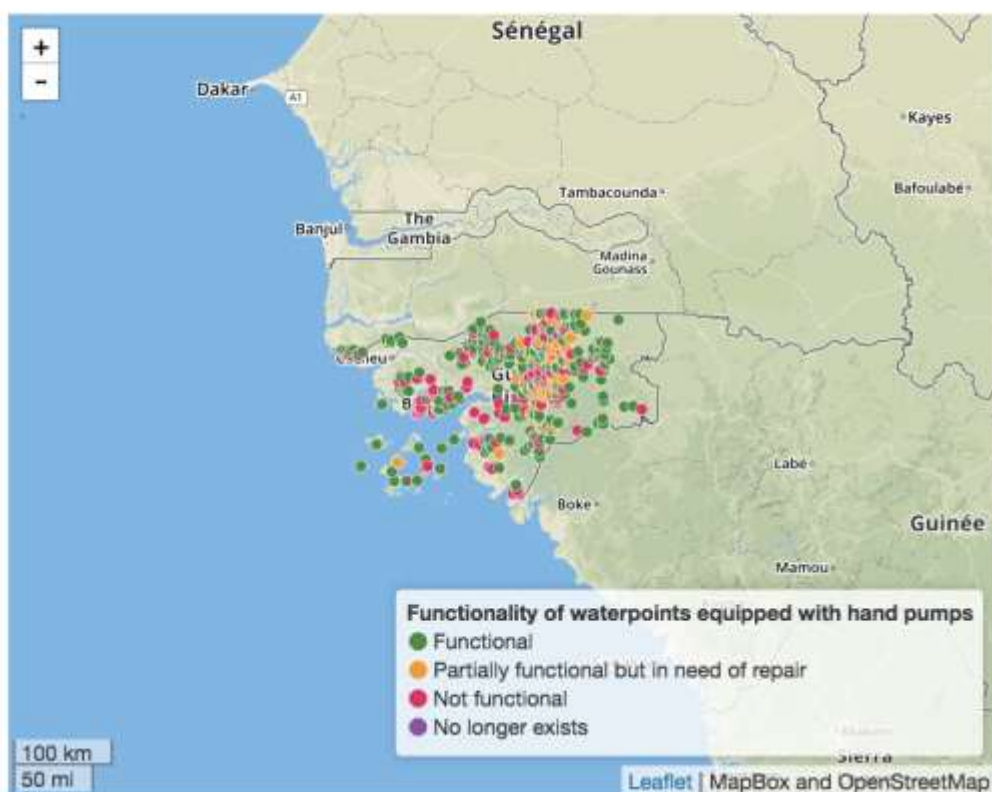 Sénégal
+
-
Dakar
A1
Kayes
Tambacounda
Bafoulabé
The
Gambia
Banjul
Madina
Gounass
Labé
Boke
Guinée
Mamou
Functionality of waterpoints equipped with hand pumps
Functional
Partially functional but in need of repair
Not functional
No longer exists
100 km
50 mi
Sierra
Leaflet | MapBox and OpenStreetMap